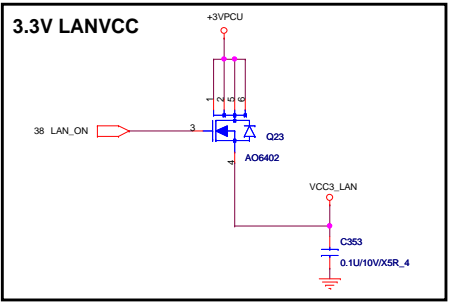 3.3V LANVCC
+3VPCU
1 2 5 6
38 LAN_ON
3
Q23
AO6402
4
VCC3_LAN
C353
0.1U/10V/X5R_4